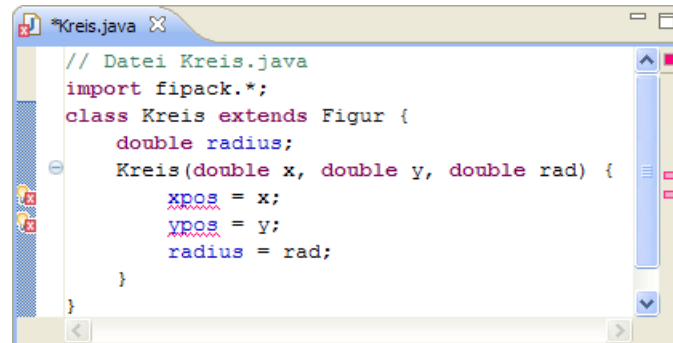 *Kreis.java
// Datei Kreis.java
import fipack.*;
class Kreis extends Figur {
    double radius;
    Kreis(double x, double y, double rad) {
        xpos = x;
        ypos = y;
        radius = rad;
    }
}